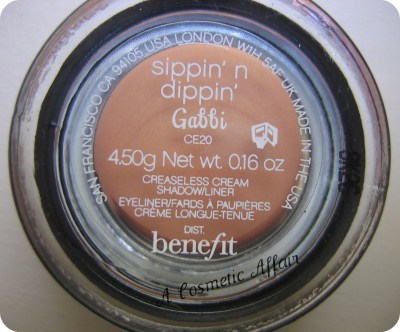 SAN FRANCISCO CA 94105 USA LONDON W1H 5AF UK MADE IN THE USA
sippin' n
dippin'
Gabbi
CE20
4.50g Net wt. 0.16 oz
CREASELESS CREAM
SHADOW/LINER
EYELINER/FARDS À PAUPIÈRES
CRÈME LONGUE-TENUE
DIST.
benefit
A Cosmetic Affair